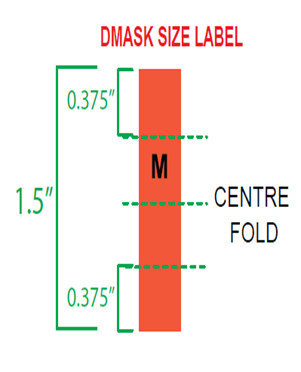 DMASK SIZE LABEL
0.375"
M
1.5"
CENTRE
FOLD
0.375"